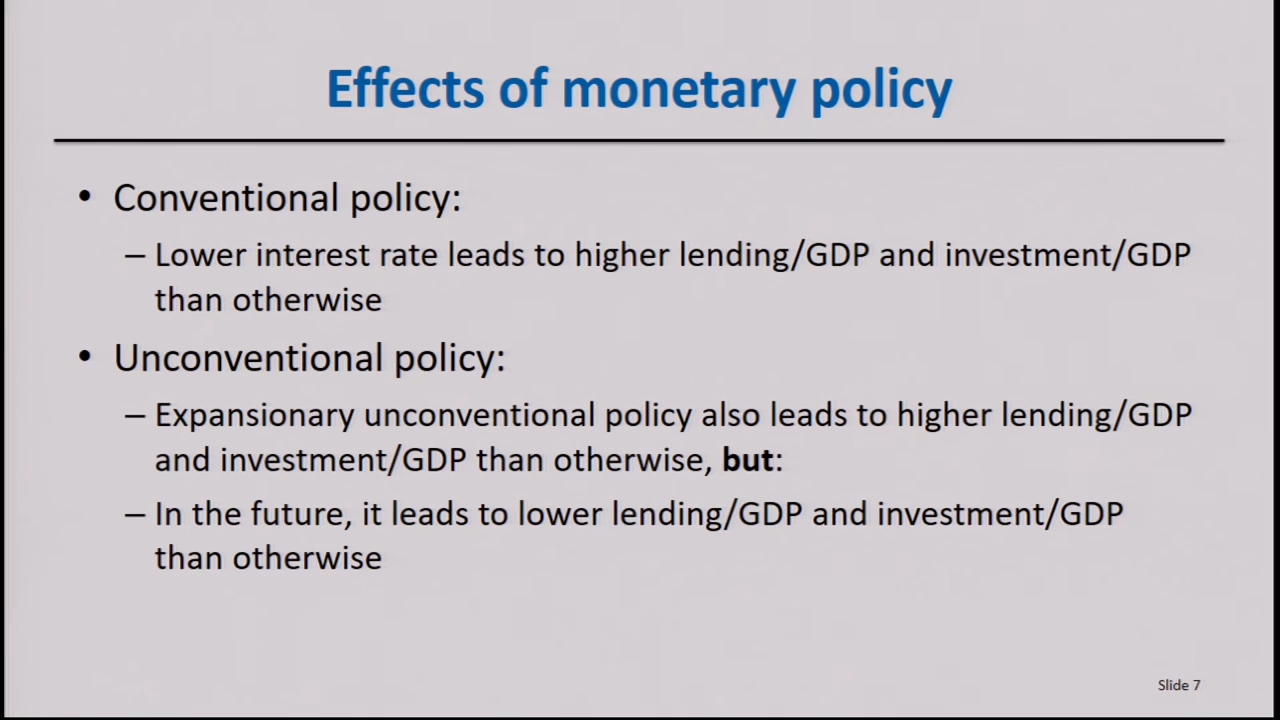 Effects of monetary policy
• Conventional policy:
– Lower interest rate leads to higher lending/GDP and investment/GDP
than otherwise
• Unconventional policy:
– Expansionary unconventional policy also leads to higher lending/GDP
and investment/GDP than otherwise, but:
– In the future, it leads to lower lending/GDP and investment/GDP
than otherwise
Slide 7